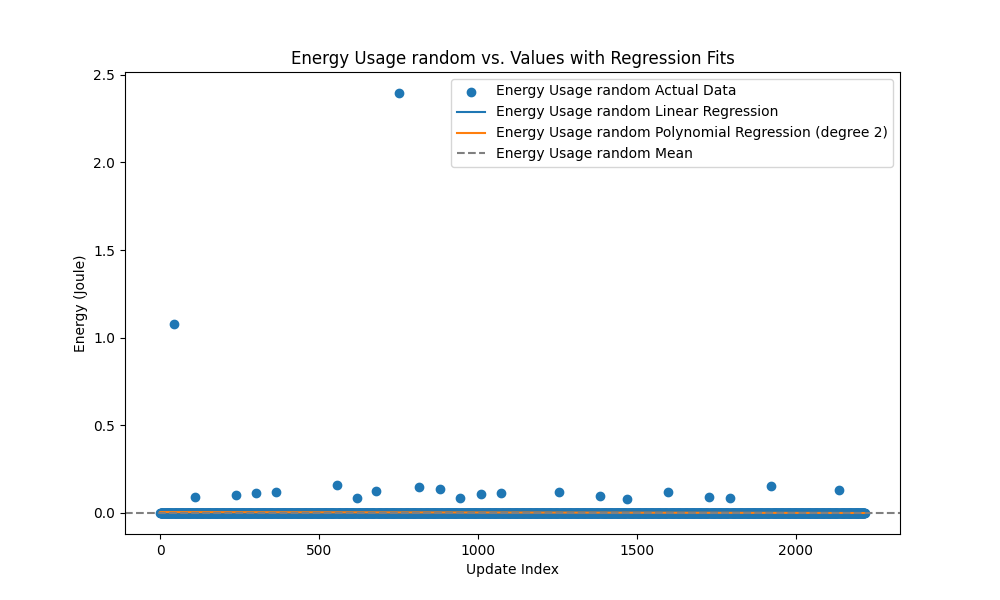 Energy Usage random vs. Values with Regression Fits
Energy Usage random Actual Data
Energy Usage random Linear Regression
Energy Usage random Polynomial Regression (degree 2)
Energy Usage random Mean
Energy (Joule)
2.5
2.0
1.5
1.0
0.5
0.0
0
500
1000
1500
2000
Update Index